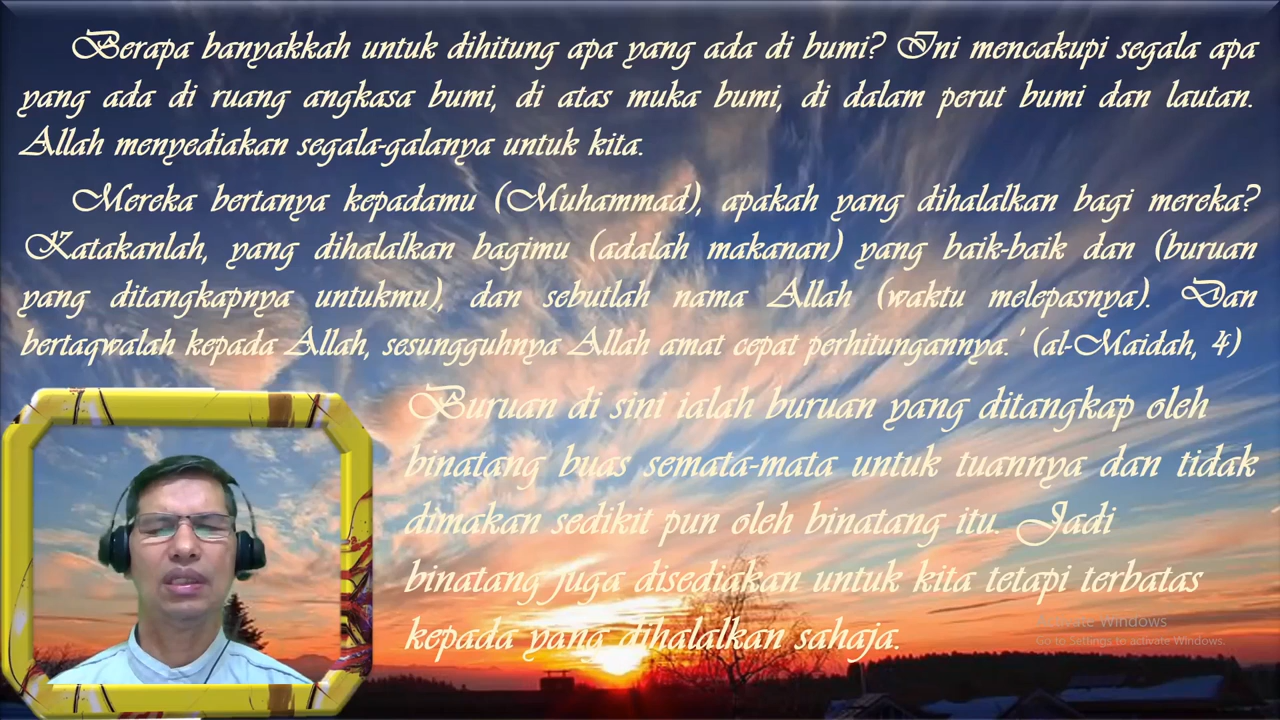 Berapa banyakkah untuk dihitung apa yang ada di bumi? Ini mencakupi segala apa
yang ada di ruang angkasa bumi, di atas muka bumi, di dalam perut bumi dan lautan.
Allah menyediakan segala-galanya untuk kita.
Mereka bertanya kepadamu (Muhammad), apakah yang dihalalkan bagi mereka?
Katakanlah, yang dihalalkan bagimu (adalah makanan) yang baik-baik dan (buruan
yang ditangkapnya untukmu), dan sebutlah nama Allah (waktu melepasnya). Dan
bertaqwalah kepada Allah, sesungguhnya Allah amat cepat perhitungannya.' (al-Maidah, 4)
Buruan di sini ialah buruan yang ditangkap oleh
binatang buas semata-mata untuk tuannya dan tidak
dimakan sedikit pun oleh binatang itu. Jadi
binatang juga disediakan untuk kita tetapi terbatas
kepada yang dihalalkan sahaja.
Activate Windows
Go to Settings to activate Windows.